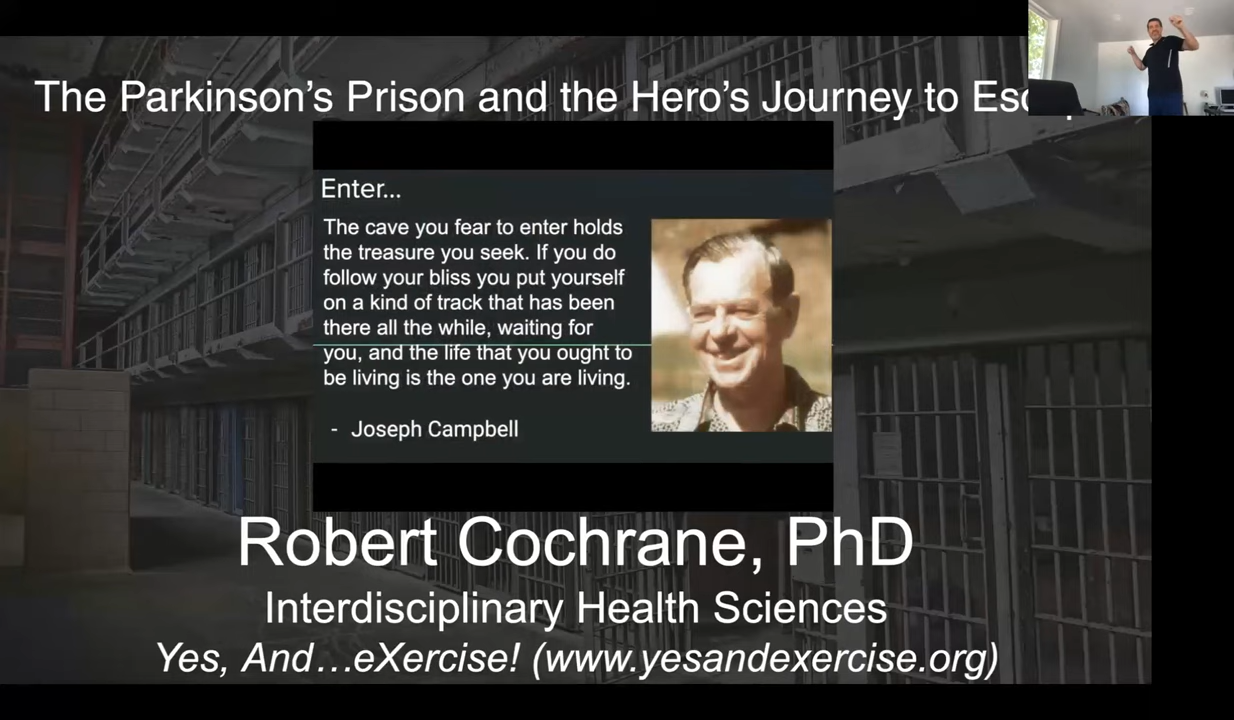 The Parkinson's Prison and the Hero's Journey to
Enter...
The cave you fear to enter holds
the treasure you seek. If you do
follow your bliss you put yourself
on a kind of track that has been
there all the while, waiting for
you, and the life that you ought to
be living is the one you are living.
- Joseph Campbell
Robert Cochrane, PhD
Interdisciplinary Health Sciences
Yes, And…eXercise! (www.yesandexercise.org)